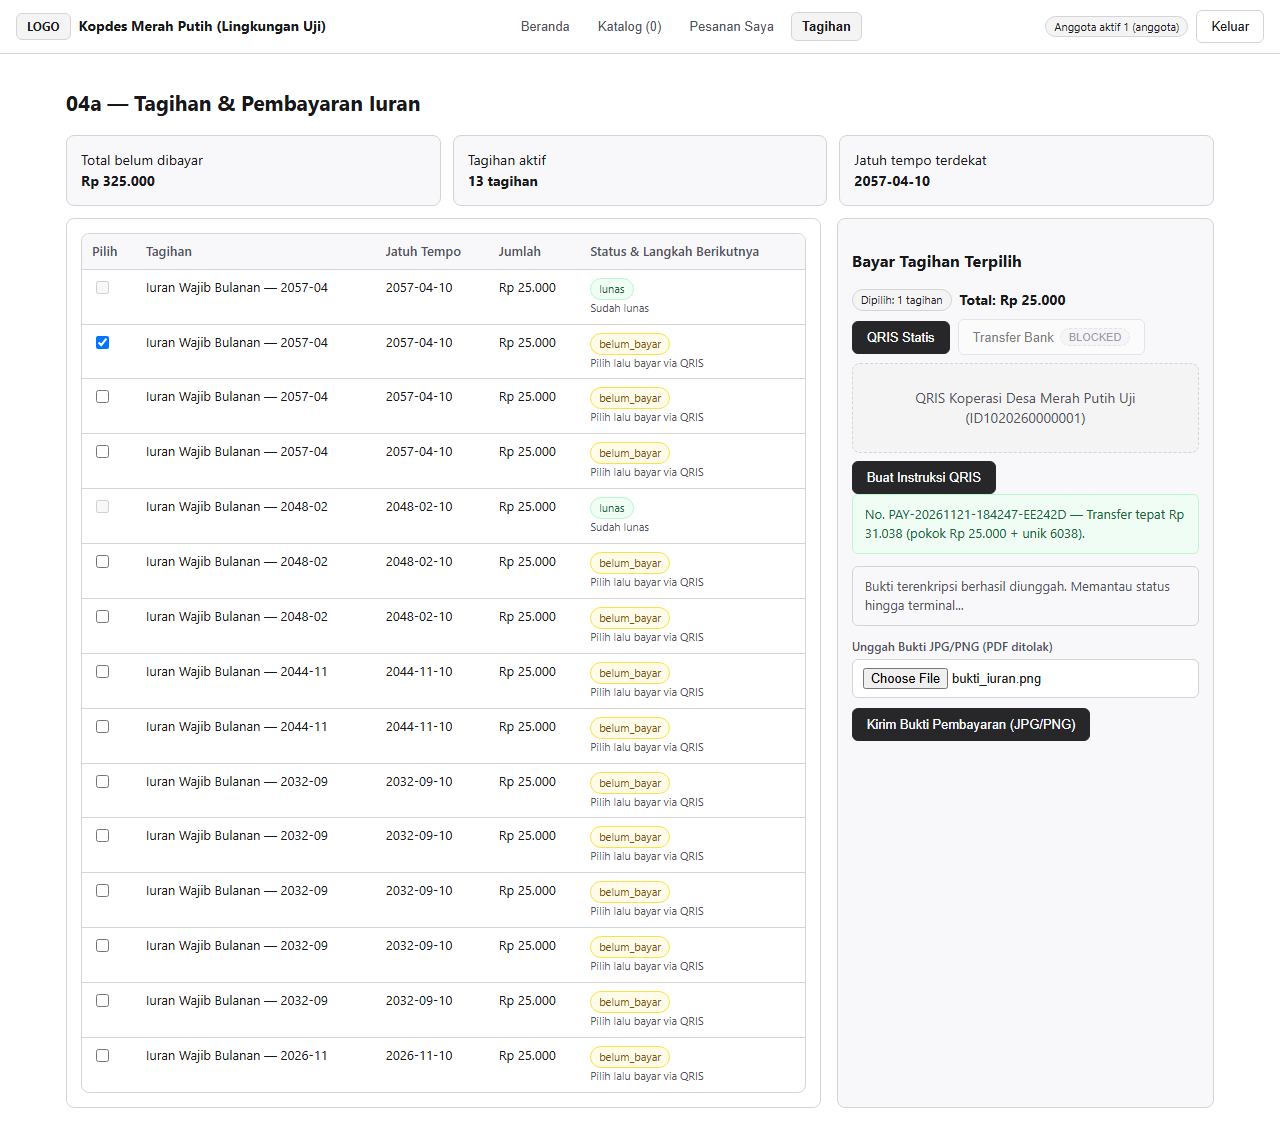 LOGO Kopdes Merah Putih (Lingkungan Uji) Beranda Katalog (0) Pesanan Saya Tagihan Anggota aktif 1 (anggota) Keluar
04a — Tagihan & Pembayaran Iuran
Total belum dibayar
Rp 325.000
Tagihan aktif
13 tagihan
Jatuh tempo terdekat
2057-04-10
Pilih Tagihan Jatuh Tempo Jumlah Status & Langkah Berikutnya
Iuran Wajib Bulanan — 2057-04 2057-04-10 Rp 25.000 lunas
Sudah lunas
Iuran Wajib Bulanan — 2057-04 2057-04-10 Rp 25.000 belum_bayar
Pilih lalu bayar via QRIS
Iuran Wajib Bulanan — 2057-04 2057-04-10 Rp 25.000 belum_bayar
Pilih lalu bayar via QRIS
Iuran Wajib Bulanan — 2057-04 2057-04-10 Rp 25.000 belum_bayar
Pilih lalu bayar via QRIS
Iuran Wajib Bulanan — 2048-02 2048-02-10 Rp 25.000 lunas
Sudah lunas
Iuran Wajib Bulanan — 2048-02 2048-02-10 Rp 25.000 belum_bayar
Pilih lalu bayar via QRIS
Iuran Wajib Bulanan — 2048-02 2048-02-10 Rp 25.000 belum_bayar
Pilih lalu bayar via QRIS
Iuran Wajib Bulanan — 2044-11 2044-11-10 Rp 25.000 belum_bayar
Pilih lalu bayar via QRIS
Iuran Wajib Bulanan — 2044-11 2044-11-10 Rp 25.000 belum_bayar
Pilih lalu bayar via QRIS
Iuran Wajib Bulanan — 2032-09 2032-09-10 Rp 25.000 belum_bayar
Pilih lalu bayar via QRIS
Iuran Wajib Bulanan — 2032-09 2032-09-10 Rp 25.000 belum_bayar
Pilih lalu bayar via QRIS
Iuran Wajib Bulanan — 2032-09 2032-09-10 Rp 25.000 belum_bayar
Pilih lalu bayar via QRIS
Iuran Wajib Bulanan — 2032-09 2032-09-10 Rp 25.000 belum_bayar
Pilih lalu bayar via QRIS
Iuran Wajib Bulanan — 2032-09 2032-09-10 Rp 25.000 belum_bayar
Pilih lalu bayar via QRIS
Iuran Wajib Bulanan — 2026-11 2026-11-10 Rp 25.000 belum_bayar
Pilih lalu bayar via QRIS
Bayar Tagihan Terpilih
Dipilih: 1 tagihan Total: Rp 25.000
QRIS Statis Transfer Bank BLOCKED
QRIS Koperasi Desa Merah Putih Uji
(ID1020260000001)
Buat Instruksi QRIS
No. PAY-20261121-184247-EE242D — Transfer tepat Rp
31.038 (pokok Rp 25.000 + unik 6038).
Bukti terenkripsi berhasil diunggah. Memantau status
hingga terminal...
Unggah Bukti JPG/PNG (PDF ditolak)
Choose File bukti_iuran.png
Kirim Bukti Pembayaran (JPG/PNG)